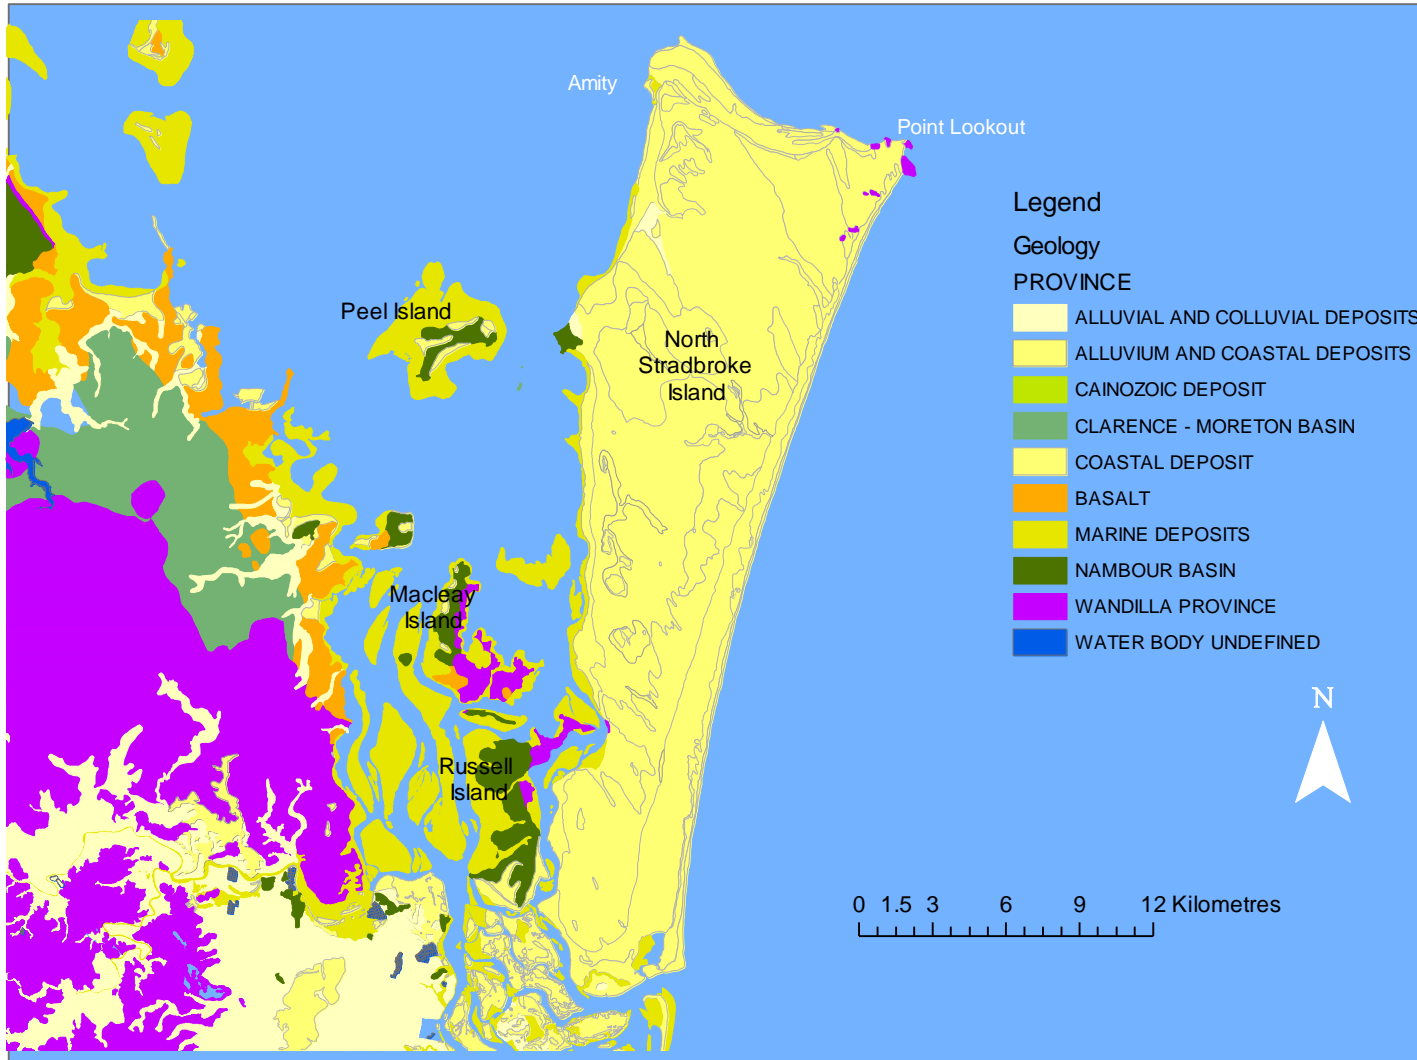 Amity
Point Lookout
Peel Island
North
Stradbroke
Island
Macleay
Island
Russell
Island
Legend
Geology
PROVINCE
ALLUVIAL AND COLLUVIAL DEPOSITS
ALLUVIUM AND COASTAL DEPOSITS
CAINOZOIC DEPOSIT
CLARENCE - MORETON BASIN
COASTAL DEPOSIT
BASALT
MARINE DEPOSITS
NAMBOUR BASIN
WANDILLA PROVINCE
WATER BODY UNDEFINED
N
0 1.5 3 6 9 12 Kilometres